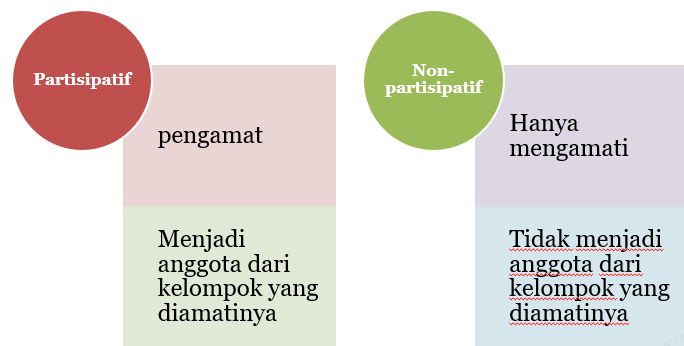 Partisipatif
pengamat
Menjadi
anggota dari
kelompok yang
diamatinya
Non-
partisipatif
Hanya
mengamati
Tidak menjadi
anggota dari
kelompok yang
diamatinya